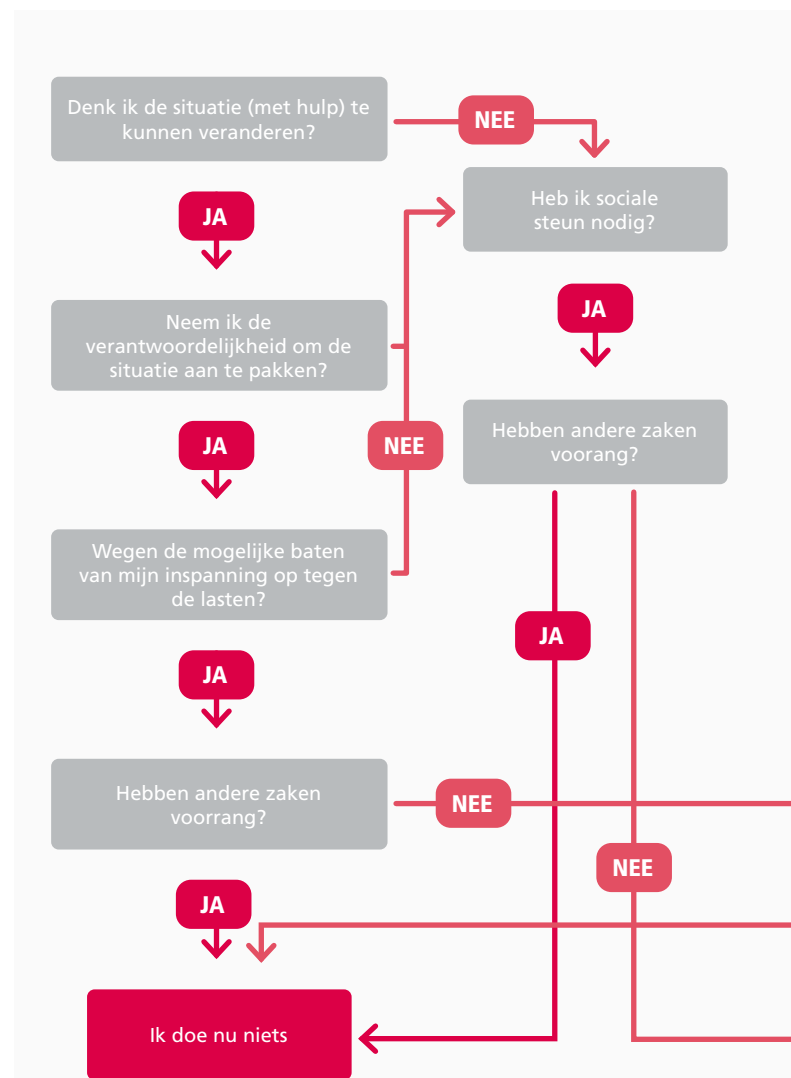 Denk ik de situatie (met hulp) te
kunnen veranderen?
NEE
Heb ik sociale
steun nodig?
JA
JA
Neem ik de
verantwoordelijkheid om de
situatie aan te pakken?
Hebben andere zaken
voorang?
JA
NEE
Wegen de mogelijke baten
van mijn inspanning op tegen
de lasten?
JA
JA
Hebben andere zaken
voorrang?
NEE
NEE
JA
Ik doe nu niets